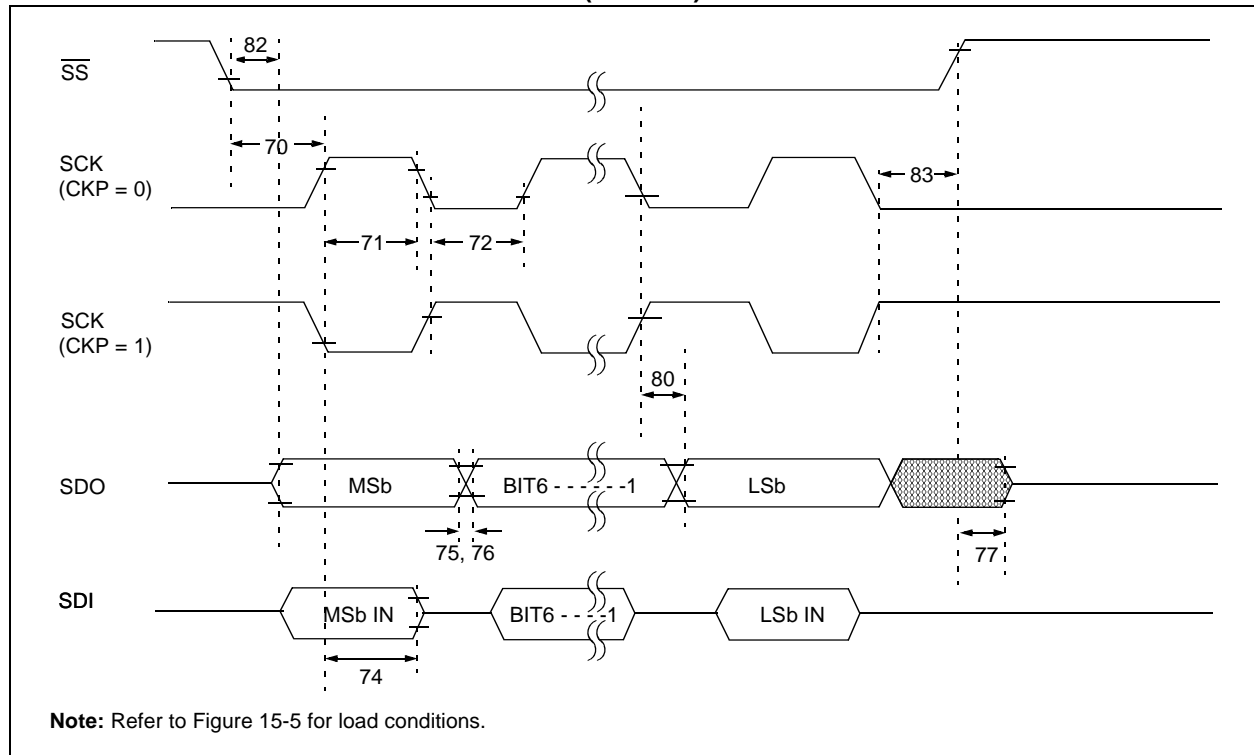 82
SS
70
SCK
(CKP = 0)
83
71
72
SCK
(CKP = 1)
80
SDO
MSb
BIT6 - - - - - -1
LSb
75, 76
77
SDI
MSb IN
BIT6 - - - -1
LSb IN
74
Note: Refer to Figure 15-5 for load conditions.